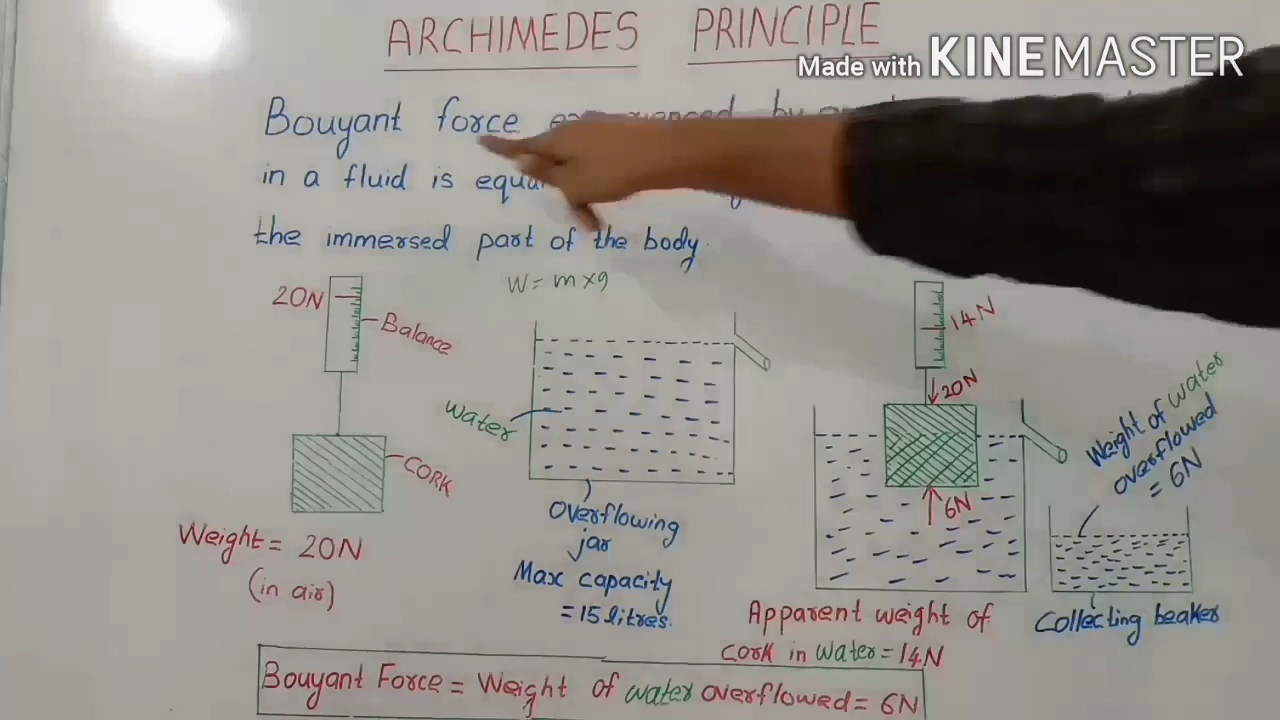 ARCHIMEDES PRINCIPLE
Made with KINEMASTER
Bouyant force by
in a fluid is
the immersed part of the body.
W = m x g
20N
Balance
CORK
Weight = 20N
(in air)
Water
Overflowing
jar
Max capacity
= 15 litres.
14N
20N
6N
Apparent weight of
cork in water = 14N
Weight of water
overflowed
= 6N
Collecting beaker
Bouyant Force = Weight of water overflowed = 6N